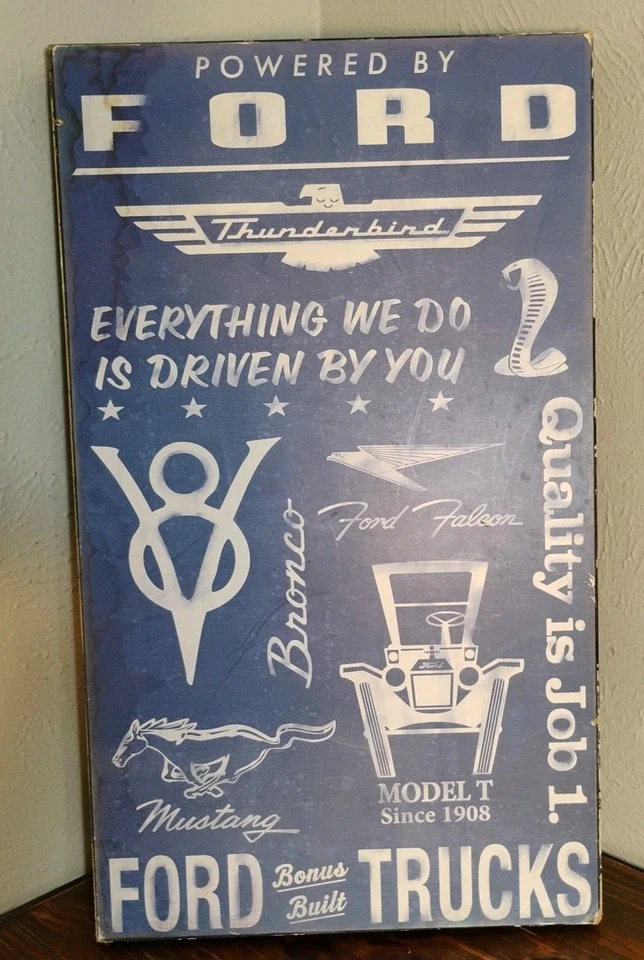 POWERED BY
FORD
Thunderbird
EVERYTHING WE DO
IS DRIVEN BY YOU
V8
Ford Falcon
Bronco
Quality is Job 1.
Ford
MODEL T
Since 1908
Mustang
FORD Bonus Built TRUCKS